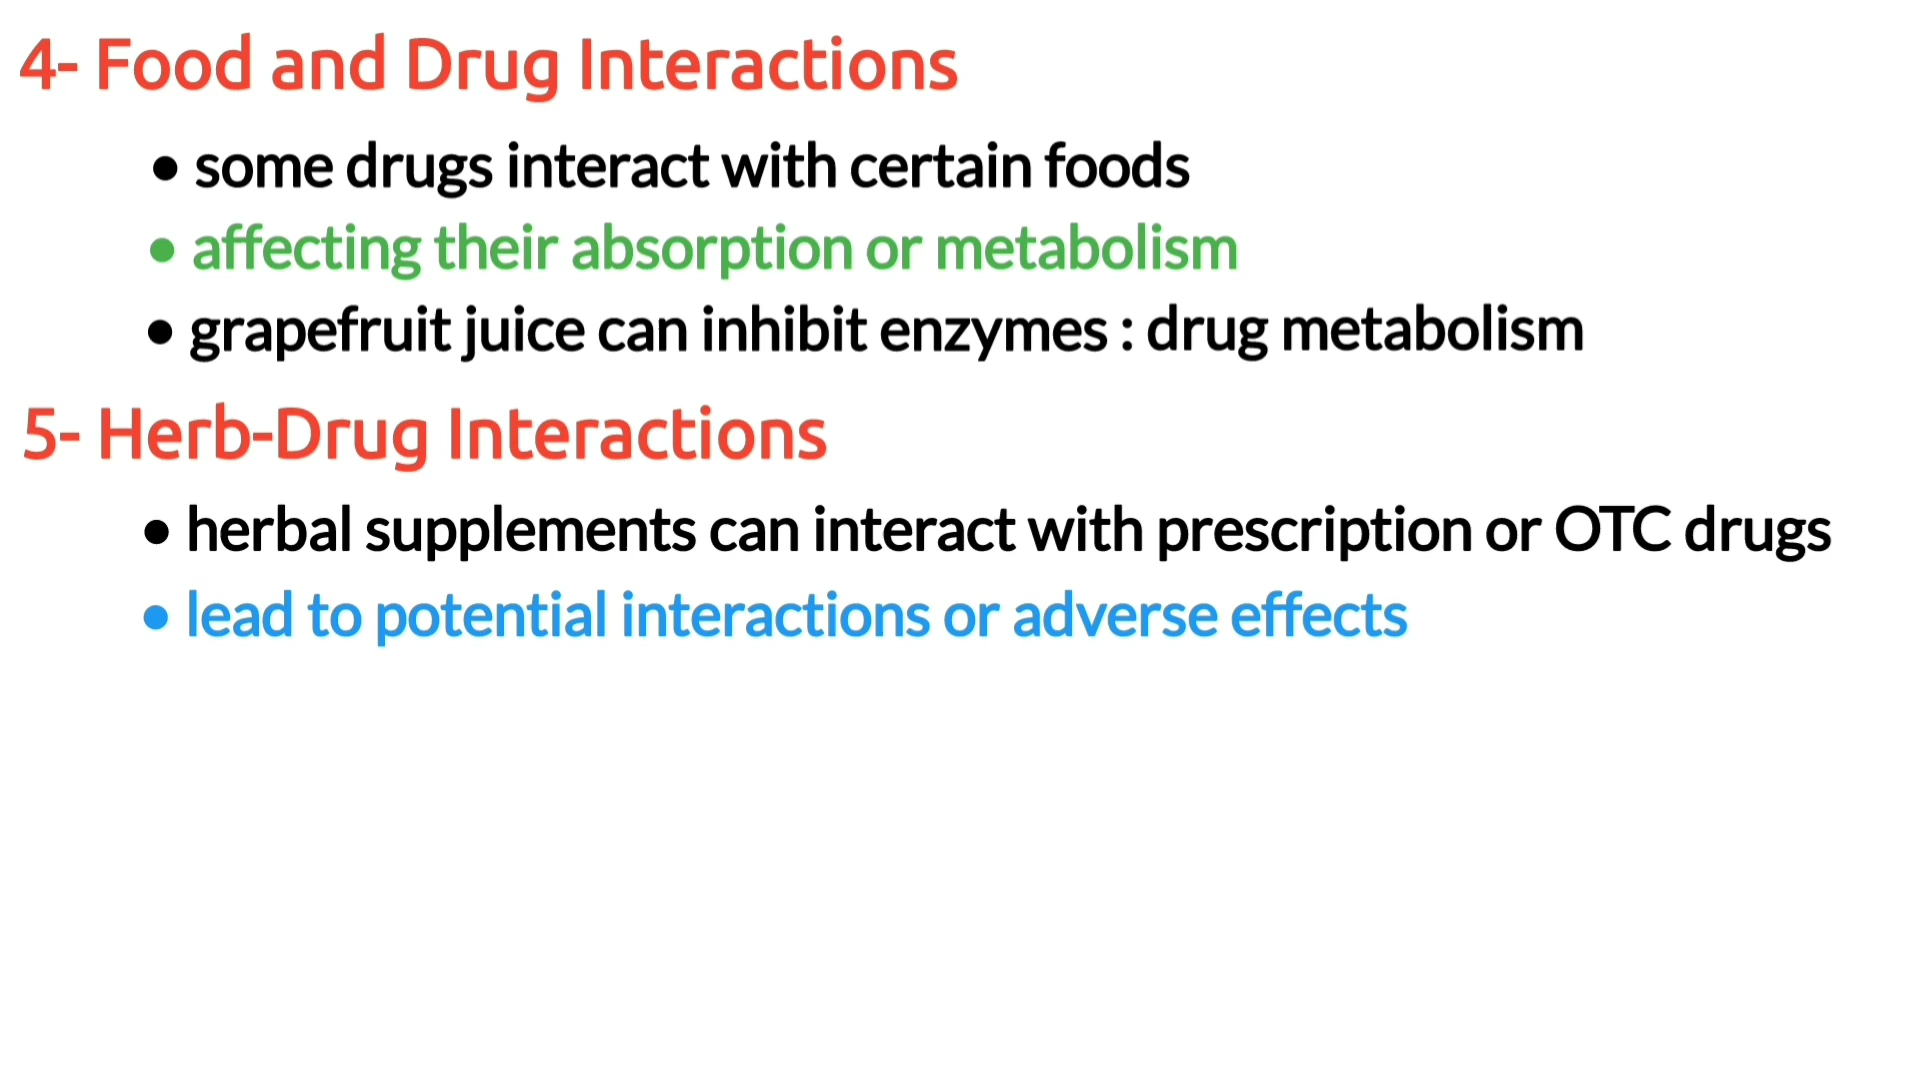 4- Food and Drug Interactions
• some drugs interact with certain foods
• affecting their absorption or metabolism
• grapefruit juice can inhibit enzymes : drug metabolism
5- Herb-Drug Interactions
• herbal supplements can interact with prescription or OTC drugs
• lead to potential interactions or adverse effects